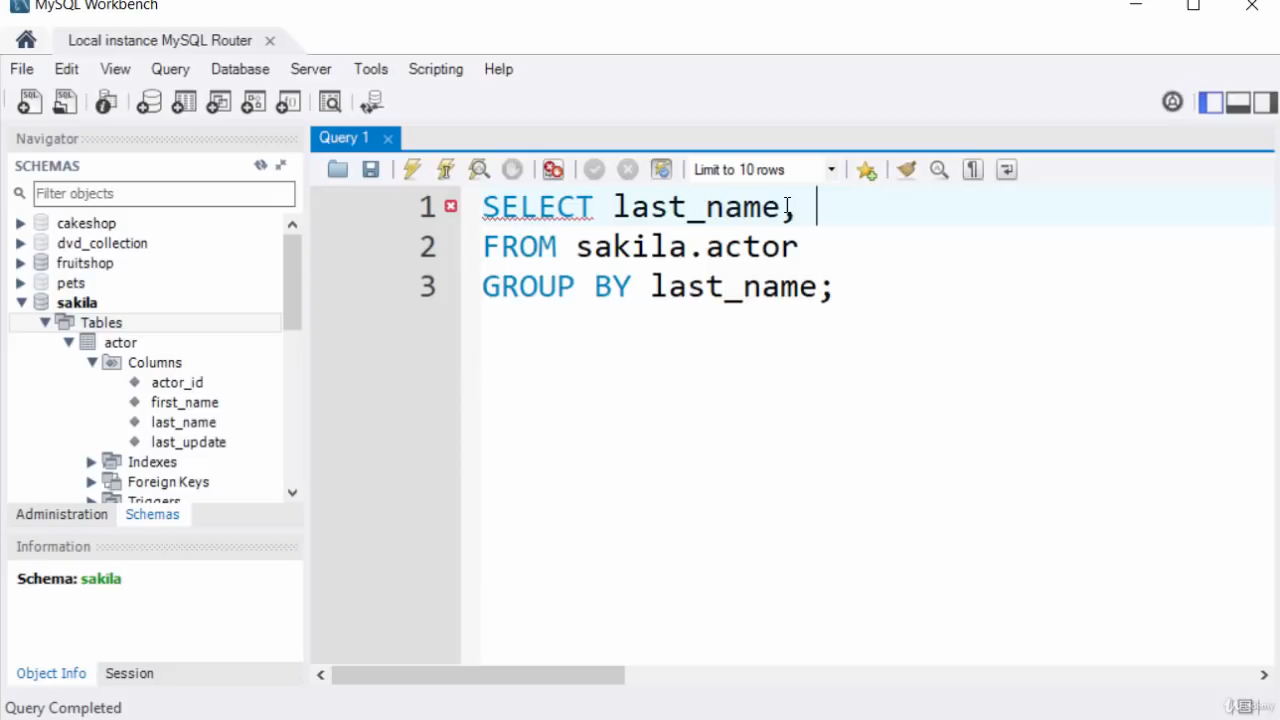 MySQL Workbench
Local instance MySQL Router
File Edit View Query Database Server Tools Scripting Help
Navigator
SCHEMAS
Filter objects
cakeshop
dvd_collection
fruitshop
pets
sakila
Tables
actor
Columns
actor_id
first_name
last_name
last_update
Indexes
Foreign Keys
Triggers
Administration Schemas
Information
Schema: sakila
Object Info Session
Query Completed
Query 1
Limit to 10 rows
1 SELECT last_name,
2 FROM sakila.actor
3 GROUP BY last_name;